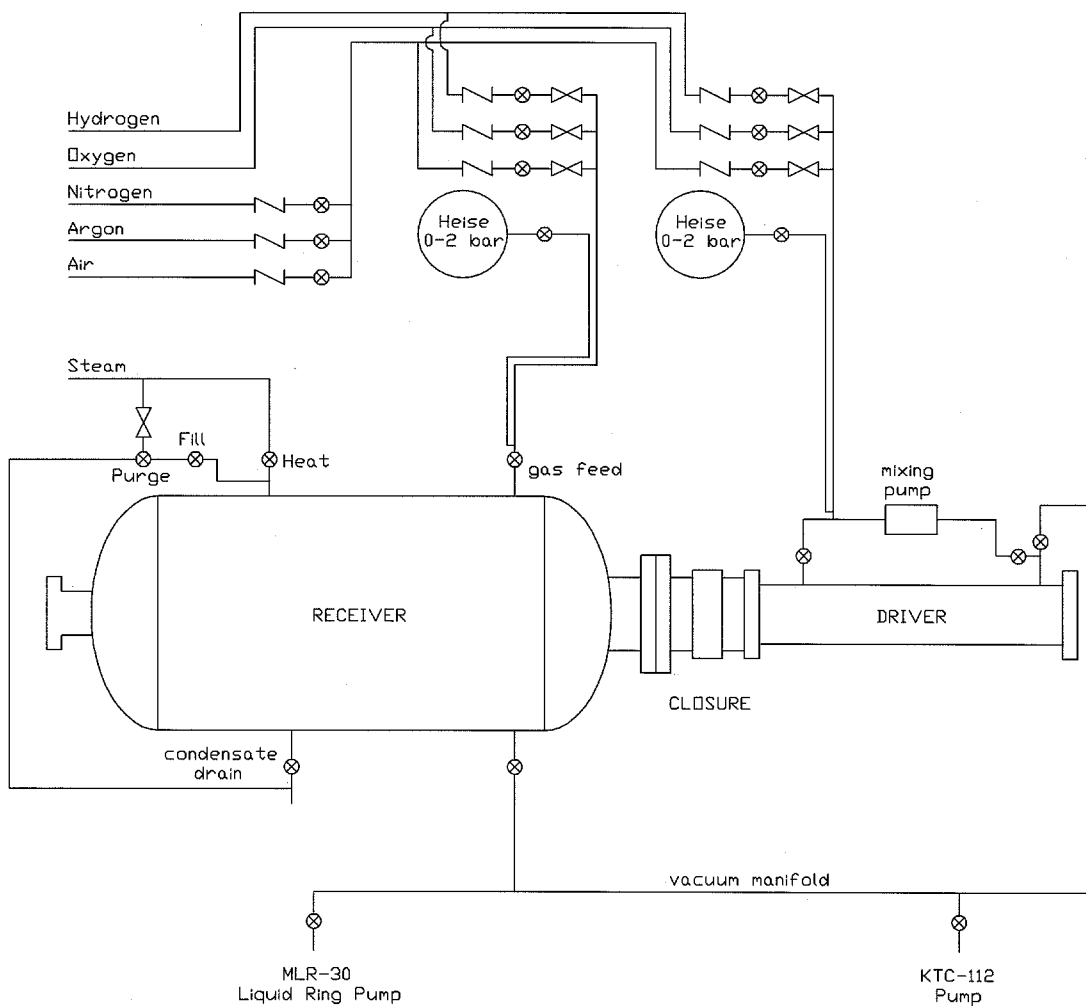 Hydrogen
Oxygen
Nitrogen
Argon
Air
Heise
0-2 bar
Heise
0-2 bar
Steam
Fill
Purge
Heat
gas feed
mixing
pump
RECEIVER
DRIVER
CLOSURE
condensate
drain
vacuum manifold
MLR-30
Liquid Ring Pump
KTC-112
Pump